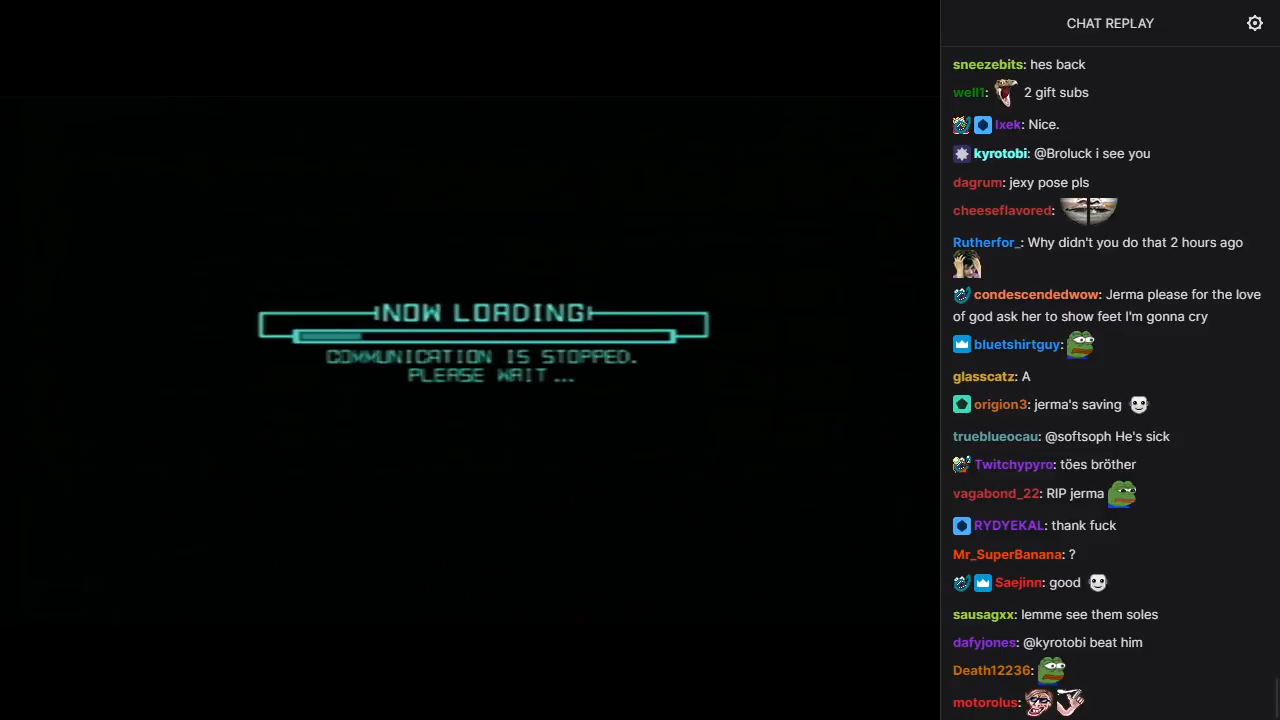 NOW LOADING
COMMUNICATION IS STOPPED.
PLEASE WAIT ...
CHAT REPLAY
sneezebits: hes back
well1: 2 gift subs
Ixek: Nice.
kyrotobi: @Broluck i see you
dagrum: jexy pose pls
cheeseflavored:
Rutherfor_: Why didn't you do that 2 hours ago
condescendedwow: Jerma please for the love
of god ask her to show feet I'm gonna cry
bluetshirtguy:
glasscatz: A
origion3: jerma's saving
trueblueocau: @softsoph He's sick
Twitchypyro: töes bröther
vagabond_22: RIP jerma
RYDYEKAL: thank fuck
Mr_SuperBanana: ?
Saejinn: good
sausagxx: lemme see them soles
dafyjones: @kyrotobi beat him
Death12236:
motorolus: